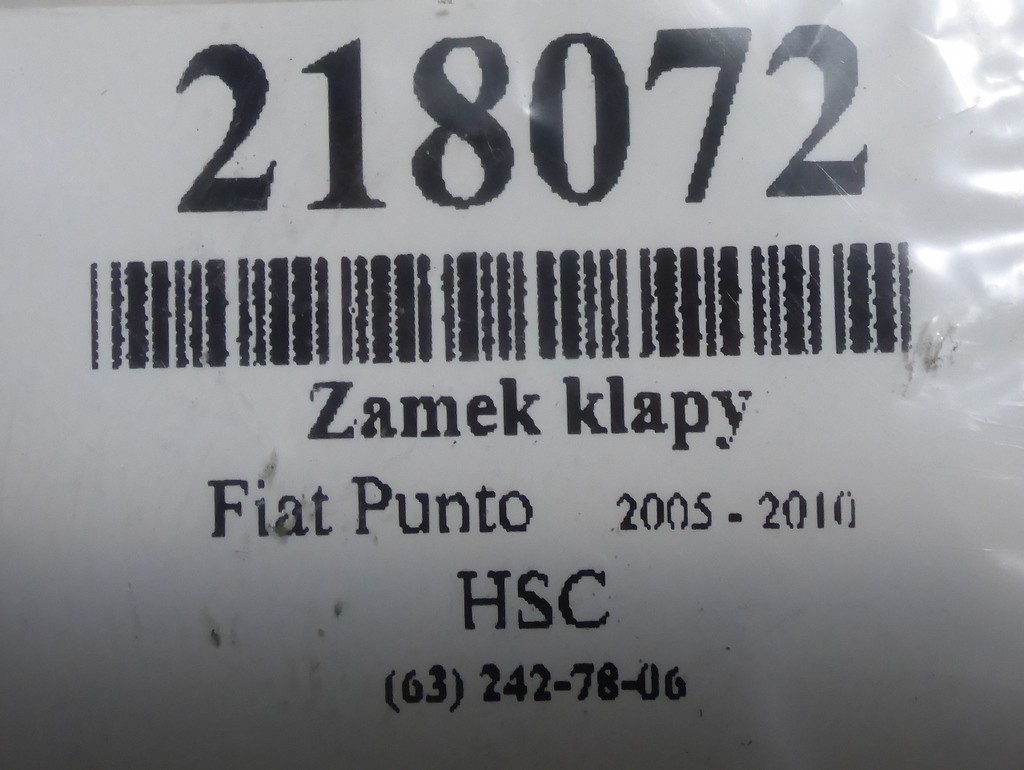 218072
Zamek klapy
Fiat Punto 2005 - 2010
HSC
(63) 242-78-06